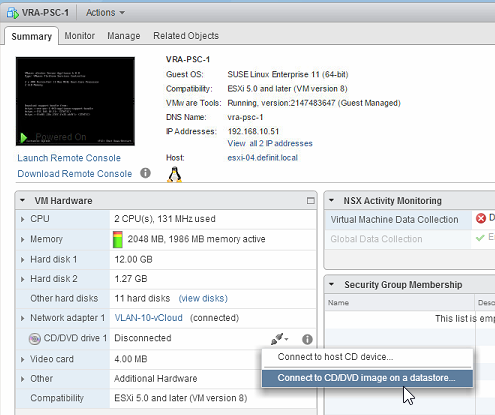 VRA-PSC-1 Actions
Summary Monitor Manage Related Objects
VRA-PSC-1
Guest OS: SUSE Linux Enterprise 11 (64-bit)
Compatibility: ESXi 5.0 and later (VM version 8)
VMware Tools: Running, version:2147483647 (Guest Managed)
DNS Name: vra-psc-1
IP Addresses: 192.168.10.51
View all 2 IP addresses
Host: esxi-04.definit.local
Powered On
Launch Remote Console
Download Remote Console
VM Hardware
CPU 2 CPU(s), 131 MHz used
Memory 2048 MB, 1986 MB memory active
Hard disk 1 12.00 GB
Hard disk 2 1.27 GB
Other hard disks 11 hard disks (view disks)
Network adapter 1 VLAN-10-vCloud (connected)
CD/DVD drive 1 Disconnected
Video card 4.00 MB
Other Additional Hardware
Compatibility ESXi 5.0 and later (VM version 8)
Connect to host CD device...
Connect to CD/DVD image on a datastore...
NSX Activity Monitoring
Virtual Machine Data Collection D
Global Data Collection E
Security Group Membership
Name Desc
This list is emp